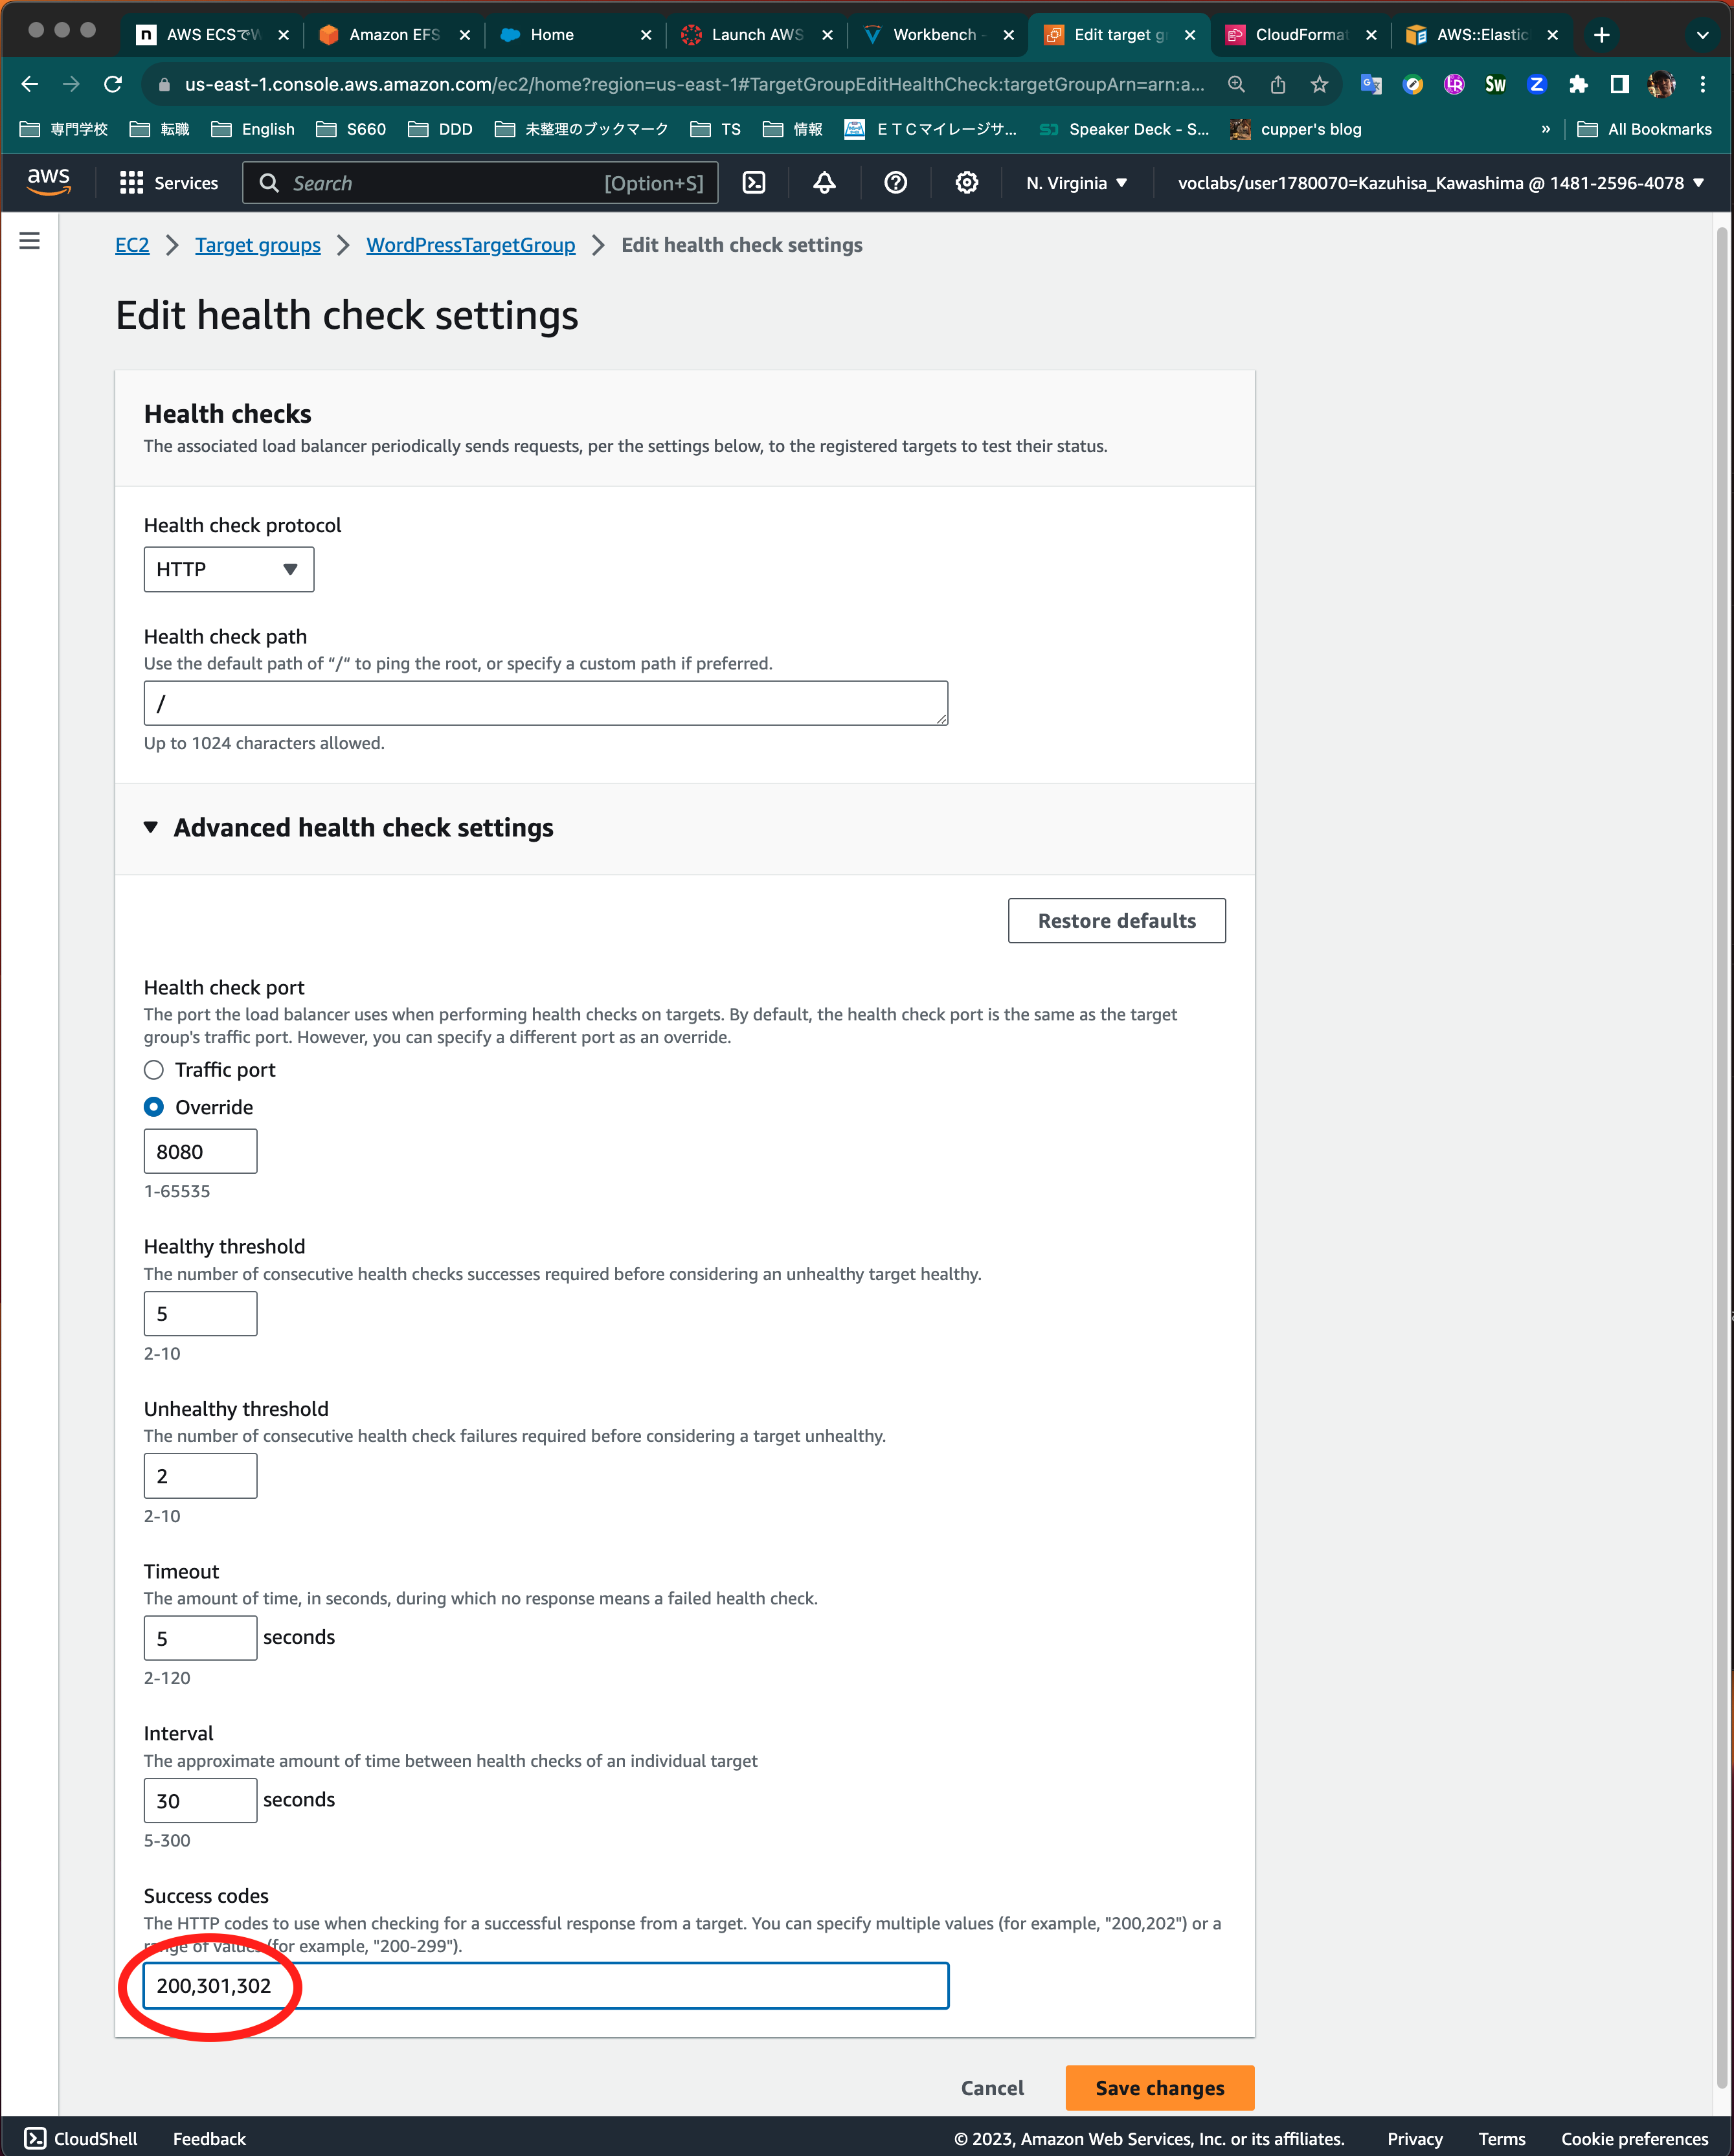 AWS ECSでW
Amazon EFS
Home
Launch AWS
Workbench -
Edit target g
CloudFormat
AWS::Elastic
us-east-1.console.aws.amazon.com/ec2/home?region=us-east-1#TargetGroupEditHealthCheck:targetGroupArn=arn:a...
専門学校
転職
English
S660
DDD
未整理のブックマーク
TS
情報
ＥＴＣマイレージサ...
Speaker Deck - S...
cupper's blog
»
All Bookmarks
aws
Services
Search
[Option+S]
N. Virginia
voclabs/user1780070=Kazuhisa_Kawashima @ 1481-2596-4078
EC2
Target groups
WordPressTargetGroup
Edit health check settings
Edit health check settings
Health checks
The associated load balancer periodically sends requests, per the settings below, to the registered targets to test their status.
Health check protocol
HTTP
Health check path
Use the default path of “/“ to ping the root, or specify a custom path if preferred.
/
Up to 1024 characters allowed.
Advanced health check settings
Restore defaults
Health check port
The port the load balancer uses when performing health checks on targets. By default, the health check port is the same as the target
group's traffic port. However, you can specify a different port as an override.
Traffic port
Override
8080
1-65535
Healthy threshold
The number of consecutive health checks successes required before considering an unhealthy target healthy.
5
2-10
Unhealthy threshold
The number of consecutive health check failures required before considering a target unhealthy.
2
2-10
Timeout
The amount of time, in seconds, during which no response means a failed health check.
5 seconds
2-120
Interval
The approximate amount of time between health checks of an individual target
30 seconds
5-300
Success codes
The HTTP codes to use when checking for a successful response from a target. You can specify multiple values (for example, "200,202") or a
range of values (for example, "200-299").
200,301,302
Cancel
Save changes
CloudShell
Feedback
© 2023, Amazon Web Services, Inc. or its affiliates.
Privacy
Terms
Cookie preferences